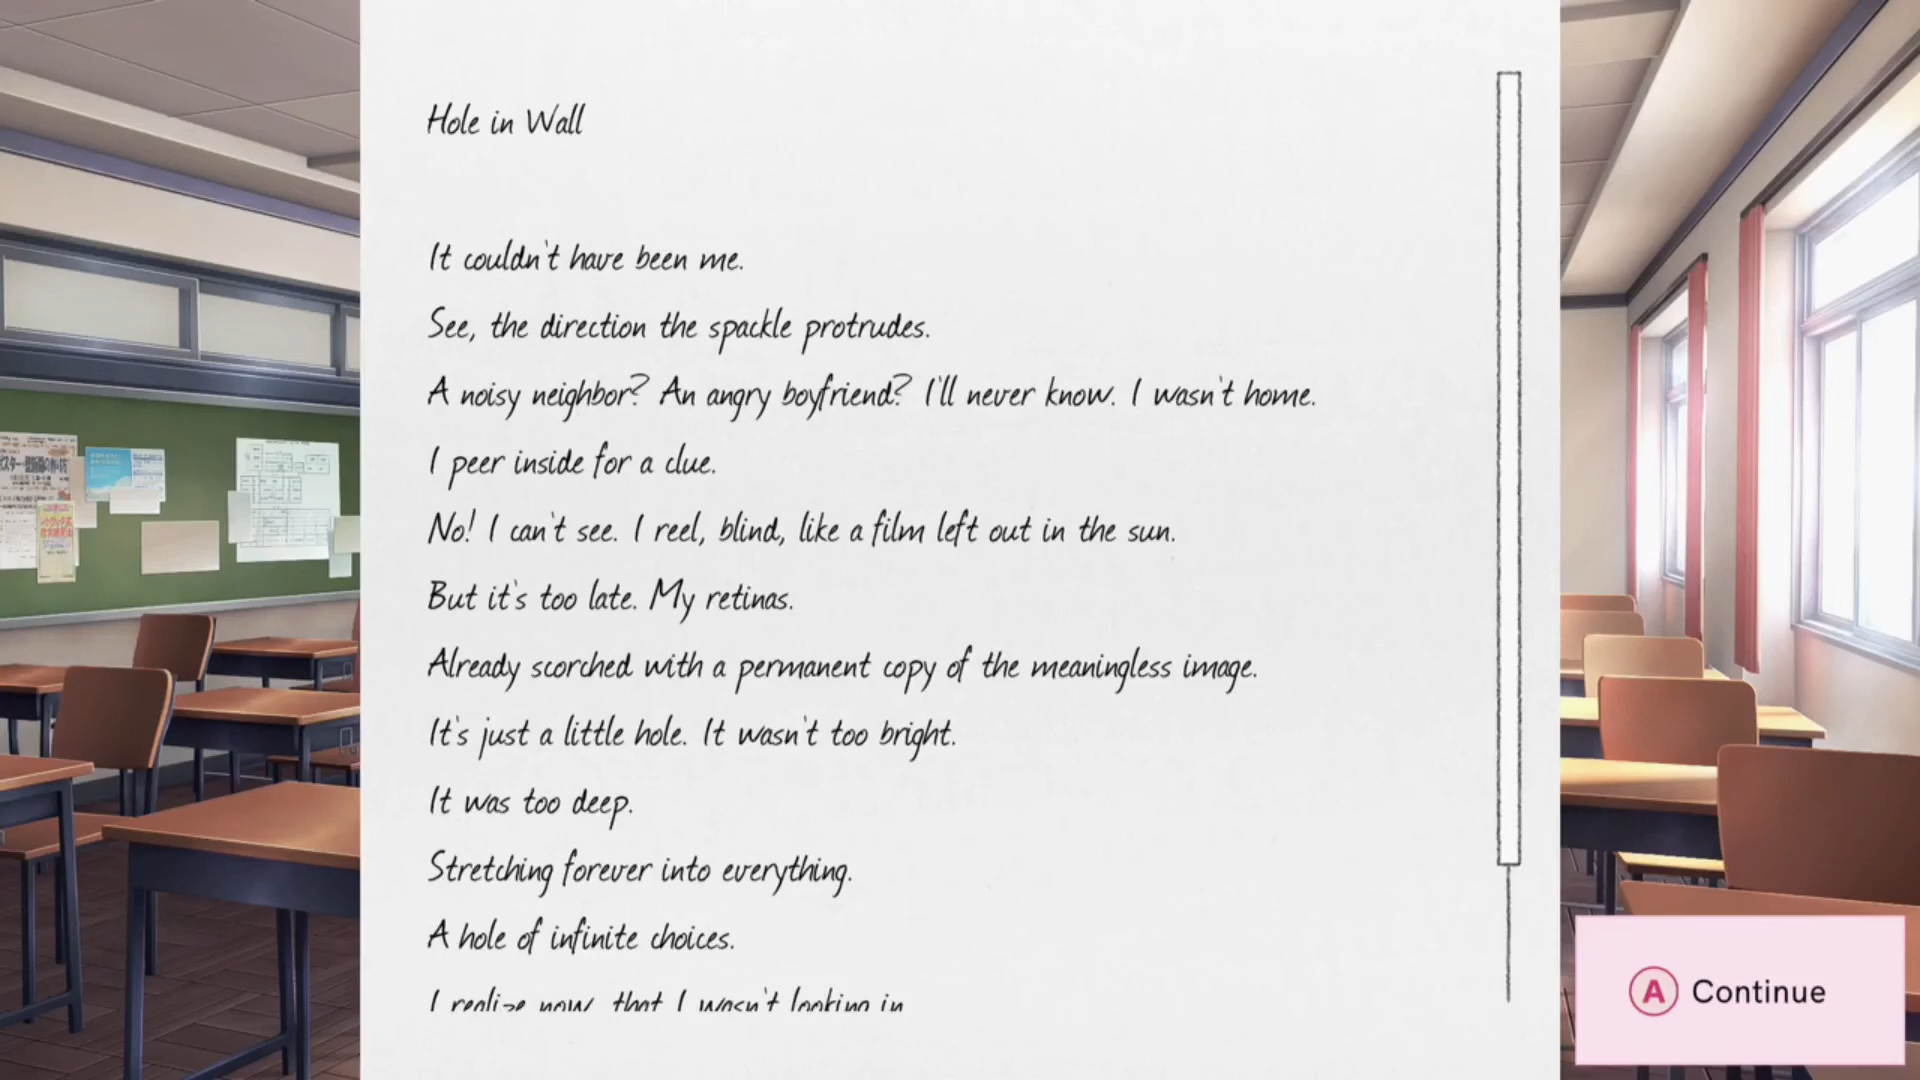 Hole in Wall
It couldn't have been me.
See, the direction the spackle protrudes.
A noisy neighbor? An angry boyfriend? I'll never know. I wasn't home.
I peer inside for a clue.
No! I can't see. I reel, blind, like a film left out in the sun.
But it's too late. My retinas.
Already scorched with a permanent copy of the meaningless image.
It's just a little hole. It wasn't too bright.
It was too deep.
Stretching forever into everything.
A hole of infinite choices.
I realize now, that I wasn't looking in
A Continue